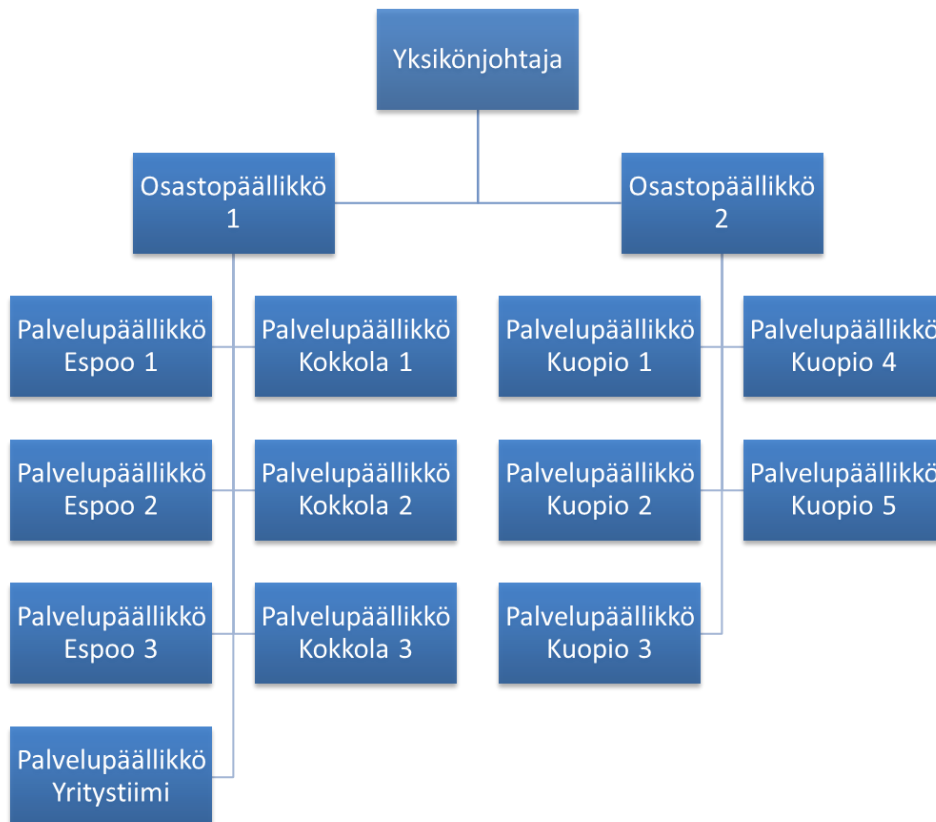 Yksikönjohtaja
Osastopäällikkö
1
Osastopäällikkö
2
Palvelupäällikkö
Espoo 1
Palvelupäällikkö
Kokkola 1
Palvelupäällikkö
Kuopio 1
Palvelupäällikkö
Kuopio 4
Palvelupäällikkö
Espoo 2
Palvelupäällikkö
Kokkola 2
Palvelupäällikkö
Kuopio 2
Palvelupäällikkö
Kuopio 5
Palvelupäällikkö
Espoo 3
Palvelupäällikkö
Kokkola 3
Palvelupäällikkö
Kuopio 3
Palvelupäällikkö
Yritystiimi